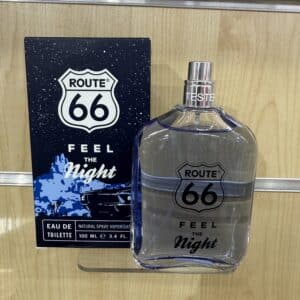 ROUTE
66
FEEL
THE
Night
EAU DE
TOILETTE
NATURAL SPRAY VAPORISATEUR
100 ML ℮ 3.4 FL
TESTE
ROUTE
66
FEEL
THE
Night